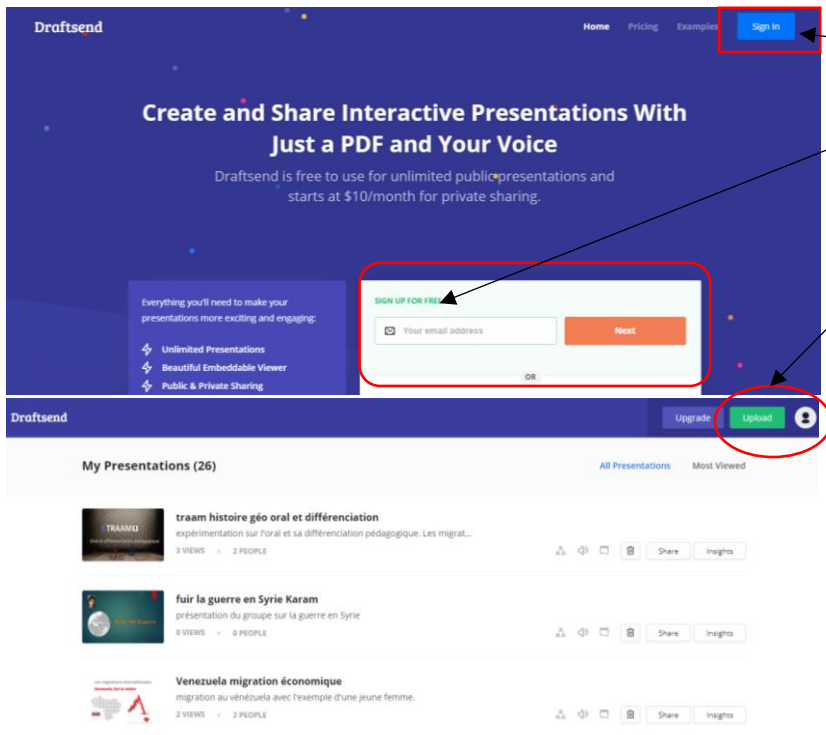 Draftsend
Home Pricing Examples Sign In
Create and Share Interactive Presentations With
Just a PDF and Your Voice
Draftsend is free to use for unlimited public presentations and
starts at $10/month for private sharing.
Everything you'll need to make your
presentations more exciting and engaging:
Unlimited Presentations
Beautiful Embeddable Viewer
Public & Private Sharing
SIGN UP FOR FREE
Your email address Next
OR
Draftsend Upgrade Upload
My Presentations (26) All Presentations Most Viewed
TRAAM
traam histoire géo oral et différenciation
expérimentation sur l'oral et sa différenciation pédagogique. Les migrat...
3 VIEWS 2 PEOPLE Share Insights
fuir la guerre en Syrie Karam
présentation du groupe sur la guerre en Syrie
0 VIEWS 0 PEOPLE Share Insights
Venezuela migration économique
migration au vénézuela avec l'exemple d'une jeune femme.
2 VIEWS 2 PEOPLE Share Insights